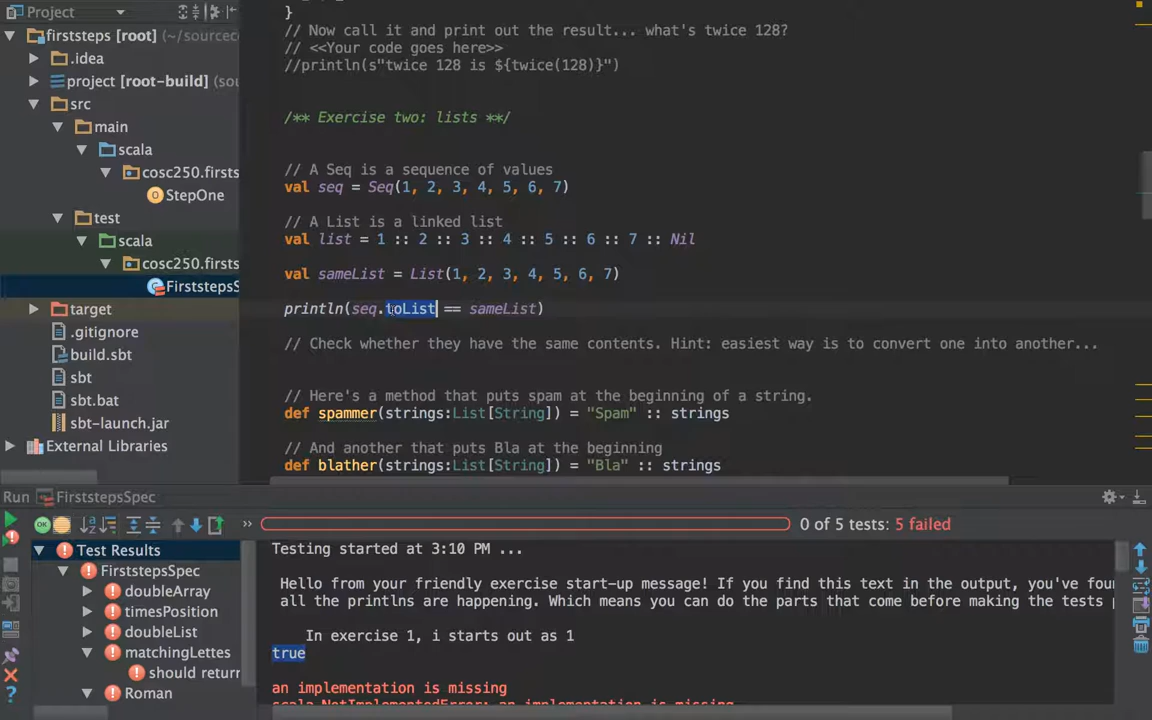 Project
firststeps [root] (~/sourcec
.idea
project [root-build] (sou
src
main
scala
cosc250.firsts
StepOne
test
scala
cosc250.firsts
FirststepsS
target
.gitignore
build.sbt
sbt
sbt.bat
sbt-launch.jar
External Libraries
}
// Now call it and print out the result... what's twice 128?
// <<Your code goes here>>
//println(s"twice 128 is ${twice(128)}")
/** Exercise two: lists **/
// A Seq is a sequence of values
val seq = Seq(1, 2, 3, 4, 5, 6, 7)
// A List is a linked list
val list = 1 :: 2 :: 3 :: 4 :: 5 :: 6 :: 7 :: Nil
val sameList = List(1, 2, 3, 4, 5, 6, 7)
println(seq.toList == sameList)
// Check whether they have the same contents. Hint: easiest way is to convert one into another...
// Here's a method that puts spam at the beginning of a string.
def spammer(strings:List[String]) = "Spam" :: strings
// And another that puts Bla at the beginning
def blather(strings:List[String]) = "Bla" :: strings
Run FirststepsSpec
OK
>>
0 of 5 tests: 5 failed
Test Results
FirststepsSpec
doubleArray
timesPosition
doubleList
matchingLettes
should return
Roman
Testing started at 3:10 PM ...
Hello from your friendly exercise start-up message! If you find this text in the output, you've fou
all the printlns are happening. Which means you can do the parts that come before making the tests p
In exercise 1, i starts out as 1
true
an implementation is missing
scala.NotImplementedError: an implementation is missing